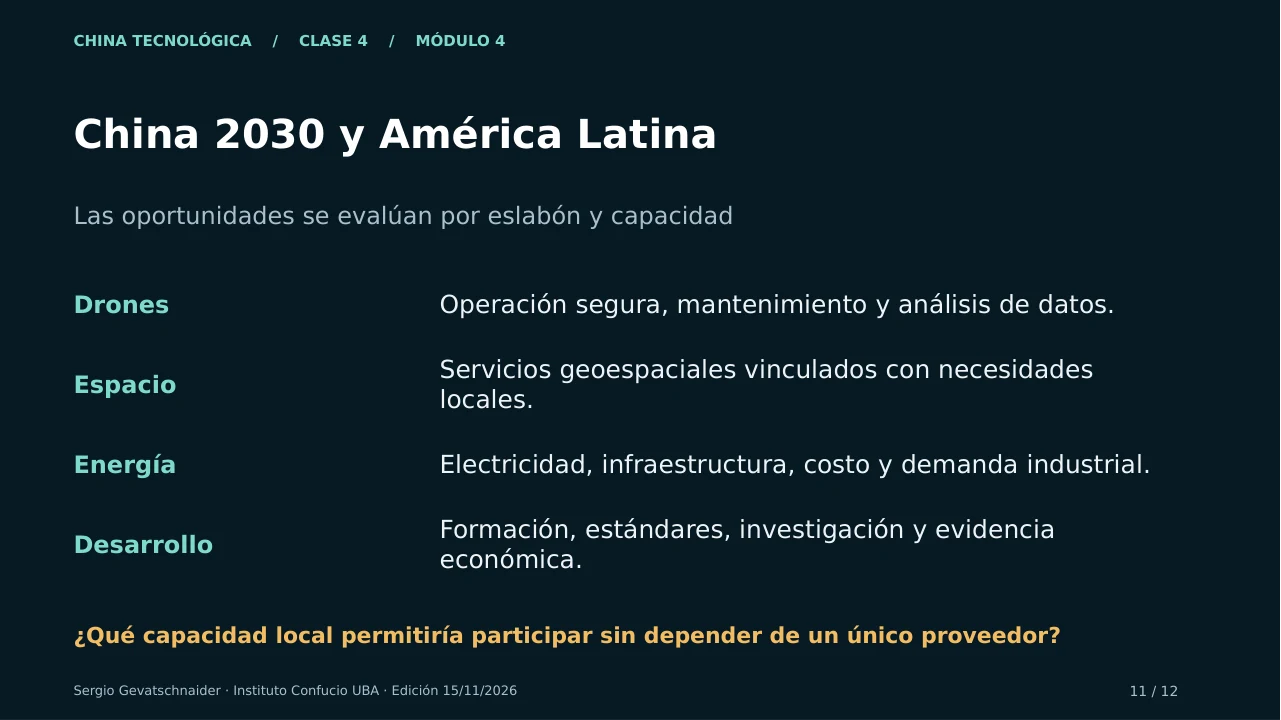 CHINA TECNOLÓGICA / CLASE 4 / MÓDULO 4
China 2030 y América Latina
Las oportunidades se evalúan por eslabón y capacidad
Drones
Operación segura, mantenimiento y análisis de datos.
Espacio
Servicios geoespaciales vinculados con necesidades
locales.
Energía
Electricidad, infraestructura, costo y demanda industrial.
Desarrollo
Formación, estándares, investigación y evidencia
económica.
¿Qué capacidad local permitiría participar sin depender de un único proveedor?
Sergio Gevatschnaider · Instituto Confucio UBA · Edición 15/11/2026
11 / 12